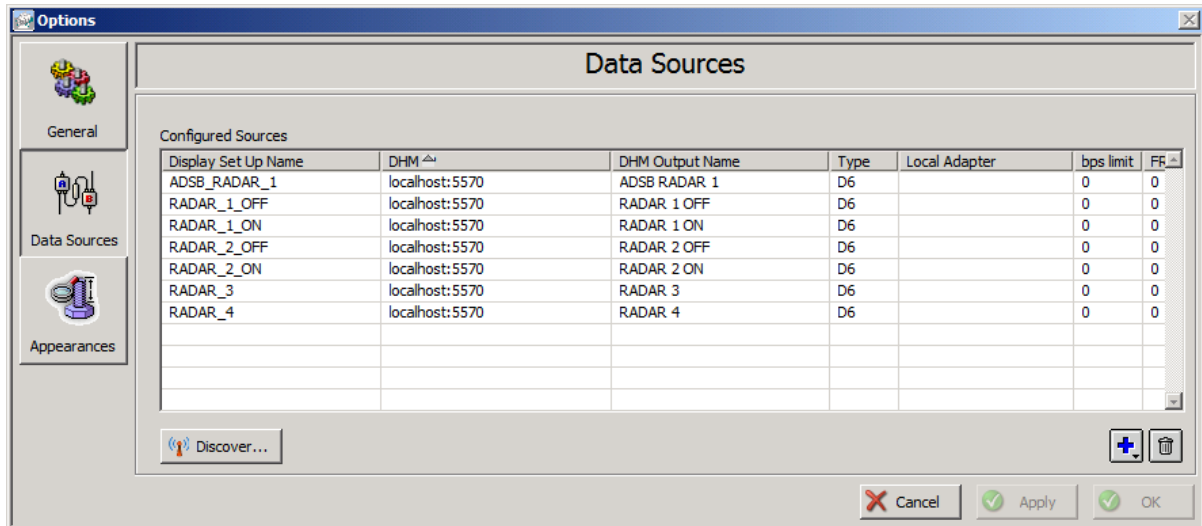 Options
Data Sources
General
Data Sources
Appearances
Configured Sources
Display Set Up Name DHM DHM Output Name Type Local Adapter bps limit FR
ADSB_RADAR_1 localhost:5570 ADSB RADAR 1 D6 0 0
RADAR_1_OFF localhost:5570 RADAR 1 OFF D6 0 0
RADAR_1_ON localhost:5570 RADAR 1 ON D6 0 0
RADAR_2_OFF localhost:5570 RADAR 2 OFF D6 0 0
RADAR_2_ON localhost:5570 RADAR 2 ON D6 0 0
RADAR_3 localhost:5570 RADAR 3 D6 0 0
RADAR_4 localhost:5570 RADAR 4 D6 0 0
Discover...
Cancel Apply OK